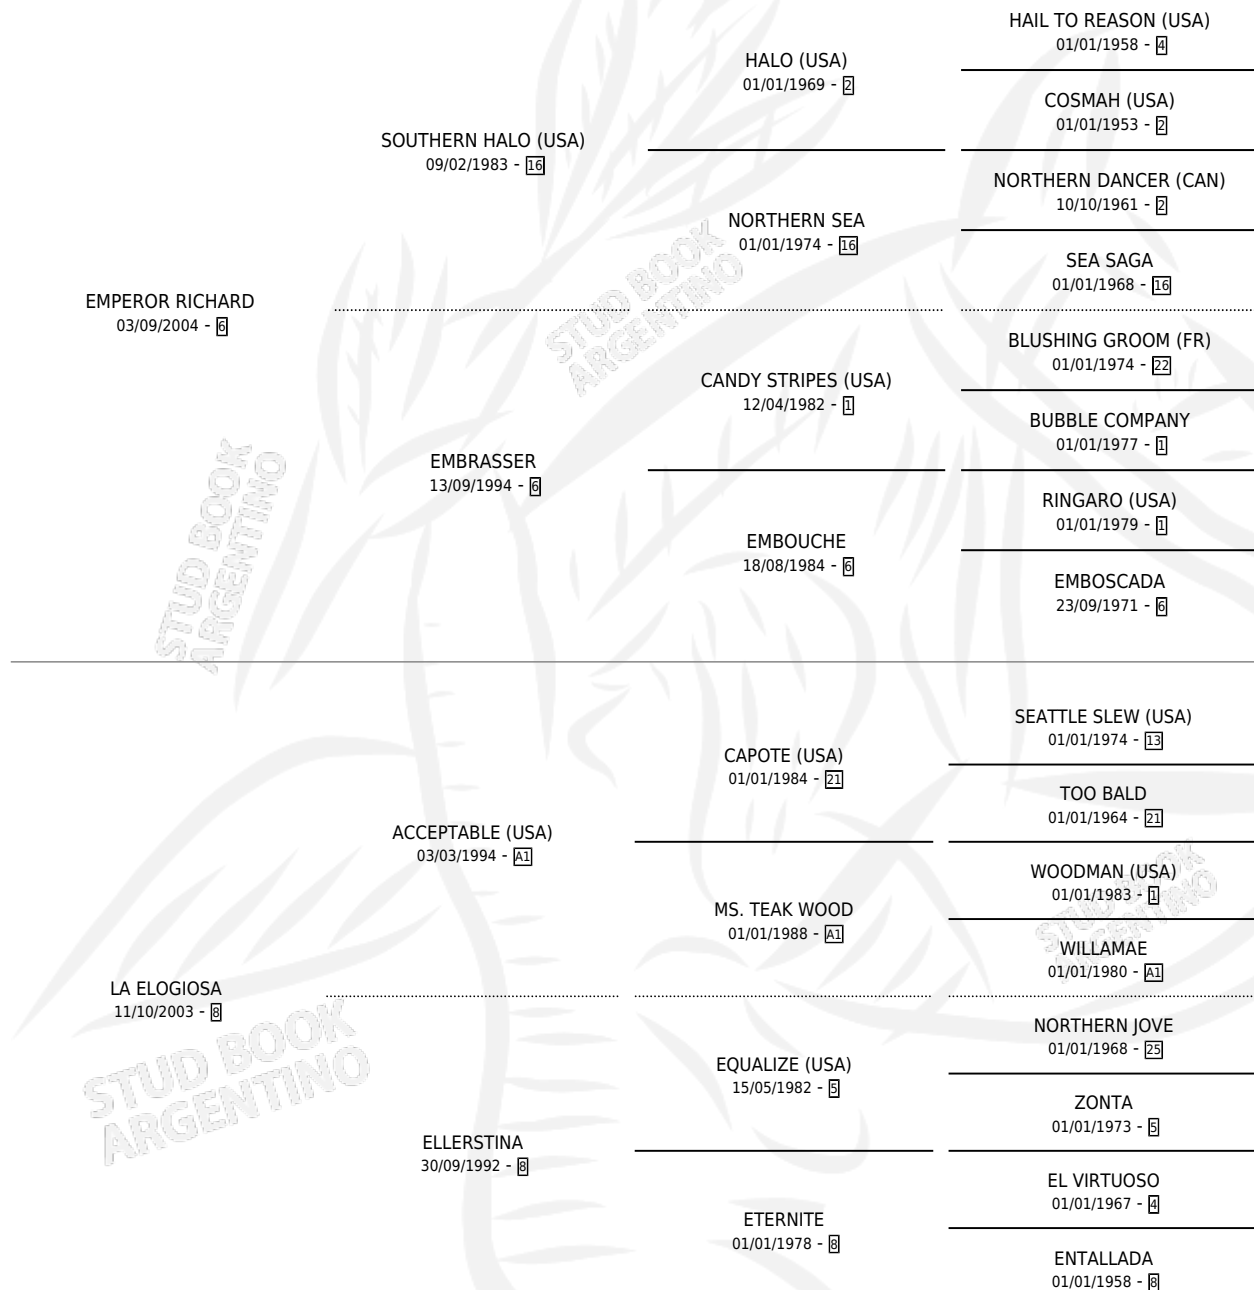 HAIL TO REASON (USA)
01/01/1958 - 4
HALO (USA)
01/01/1969 - 2
COSMAH (USA)
01/01/1953 - 2
SOUTHERN HALO (USA)
09/02/1983 - 16
NORTHERN DANCER (CAN)
10/10/1961 - 2
NORTHERN SEA
01/01/1974 - 16
SEA SAGA
01/01/1968 - 16
EMPEROR RICHARD
03/09/2004 - 6
BLUSHING GROOM (FR)
01/01/1974 - 22
CANDY STRIPES (USA)
12/04/1982 - 1
BUBBLE COMPANY
01/01/1977 - 1
EMBRASSER
13/09/1994 - 6
RINGARO (USA)
01/01/1979 - 1
EMBOUCHE
18/08/1984 - 6
EMBOSCADA
23/09/1971 - 6
SEATTLE SLEW (USA)
01/01/1974 - 13
CAPOTE (USA)
01/01/1984 - 21
TOO BALD
01/01/1964 - 21
ACCEPTABLE (USA)
03/03/1994 - A1
WOODMAN (USA)
01/01/1983 - 1
MS. TEAK WOOD
01/01/1988 - A1
WILLAMAE
01/01/1980 - A1
LA ELOGIOSA
11/10/2003 - 8
NORTHERN JOVE
01/01/1968 - 25
EQUALIZE (USA)
15/05/1982 - 5
ZONTA
01/01/1973 - 5
ELLERSTINA
30/09/1992 - 8
EL VIRTUOSO
01/01/1967 - 4
ETERNITE
01/01/1978 - 8
ENTALLADA
01/01/1958 - 8
STUD BOOK
ARGENTINO
STUD BOOK
ARGENTINO
STUD BOOK
ARGENTINO
STUD BOOK
ARGENTINO